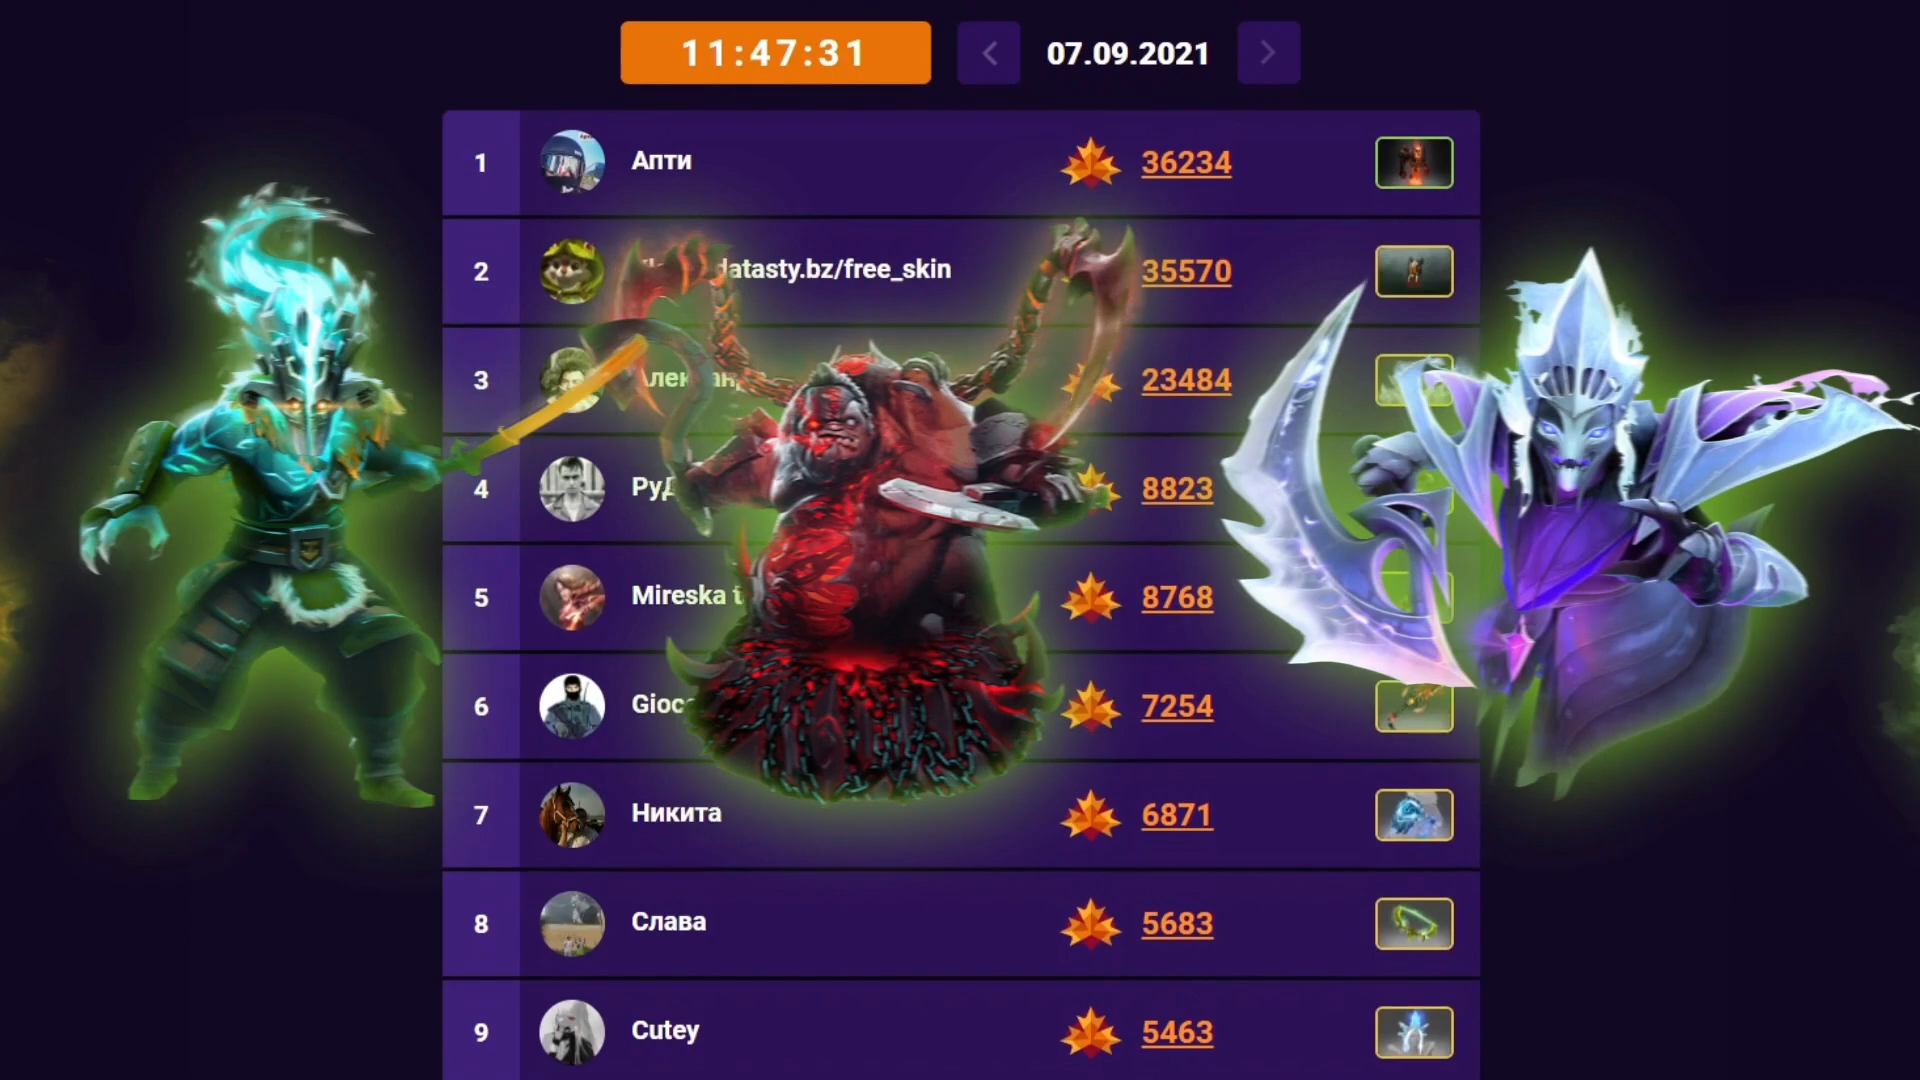 11:47:31
07.09.2021
1 Апти 36234
2 datasty.bz/free_skin 35570
3 23484
4 8823
5 Mireska 8768
6 7254
7 Никита 6871
8 Слава 5683
9 Cutey 5463